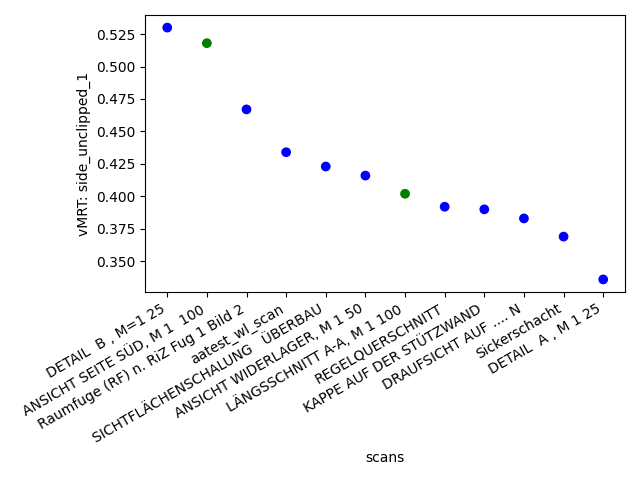 vMRT: side_unclipped_1
0.525
0.500
0.475
0.450
0.425
0.400
0.375
0.350
DETAIL  B , M=1 25
ANSICHT SEITE SÜD, M 1  100
Raumfuge (RF) n. RiZ Fug 1 Bild 2
aatest_wl_scan
SICHTFLÄCHENSCHALUNG   ÜBERBAU
ANSICHT WIDERLAGER, M 1 50
LÄNGSSCHNITT A-A, M 1 100
REGELQUERSCHNITT
KAPPE AUF DER STÜTZWAND
DRAUFSICHT AUF .... N
Sickerschacht
DETAIL  A , M 1 25
scans